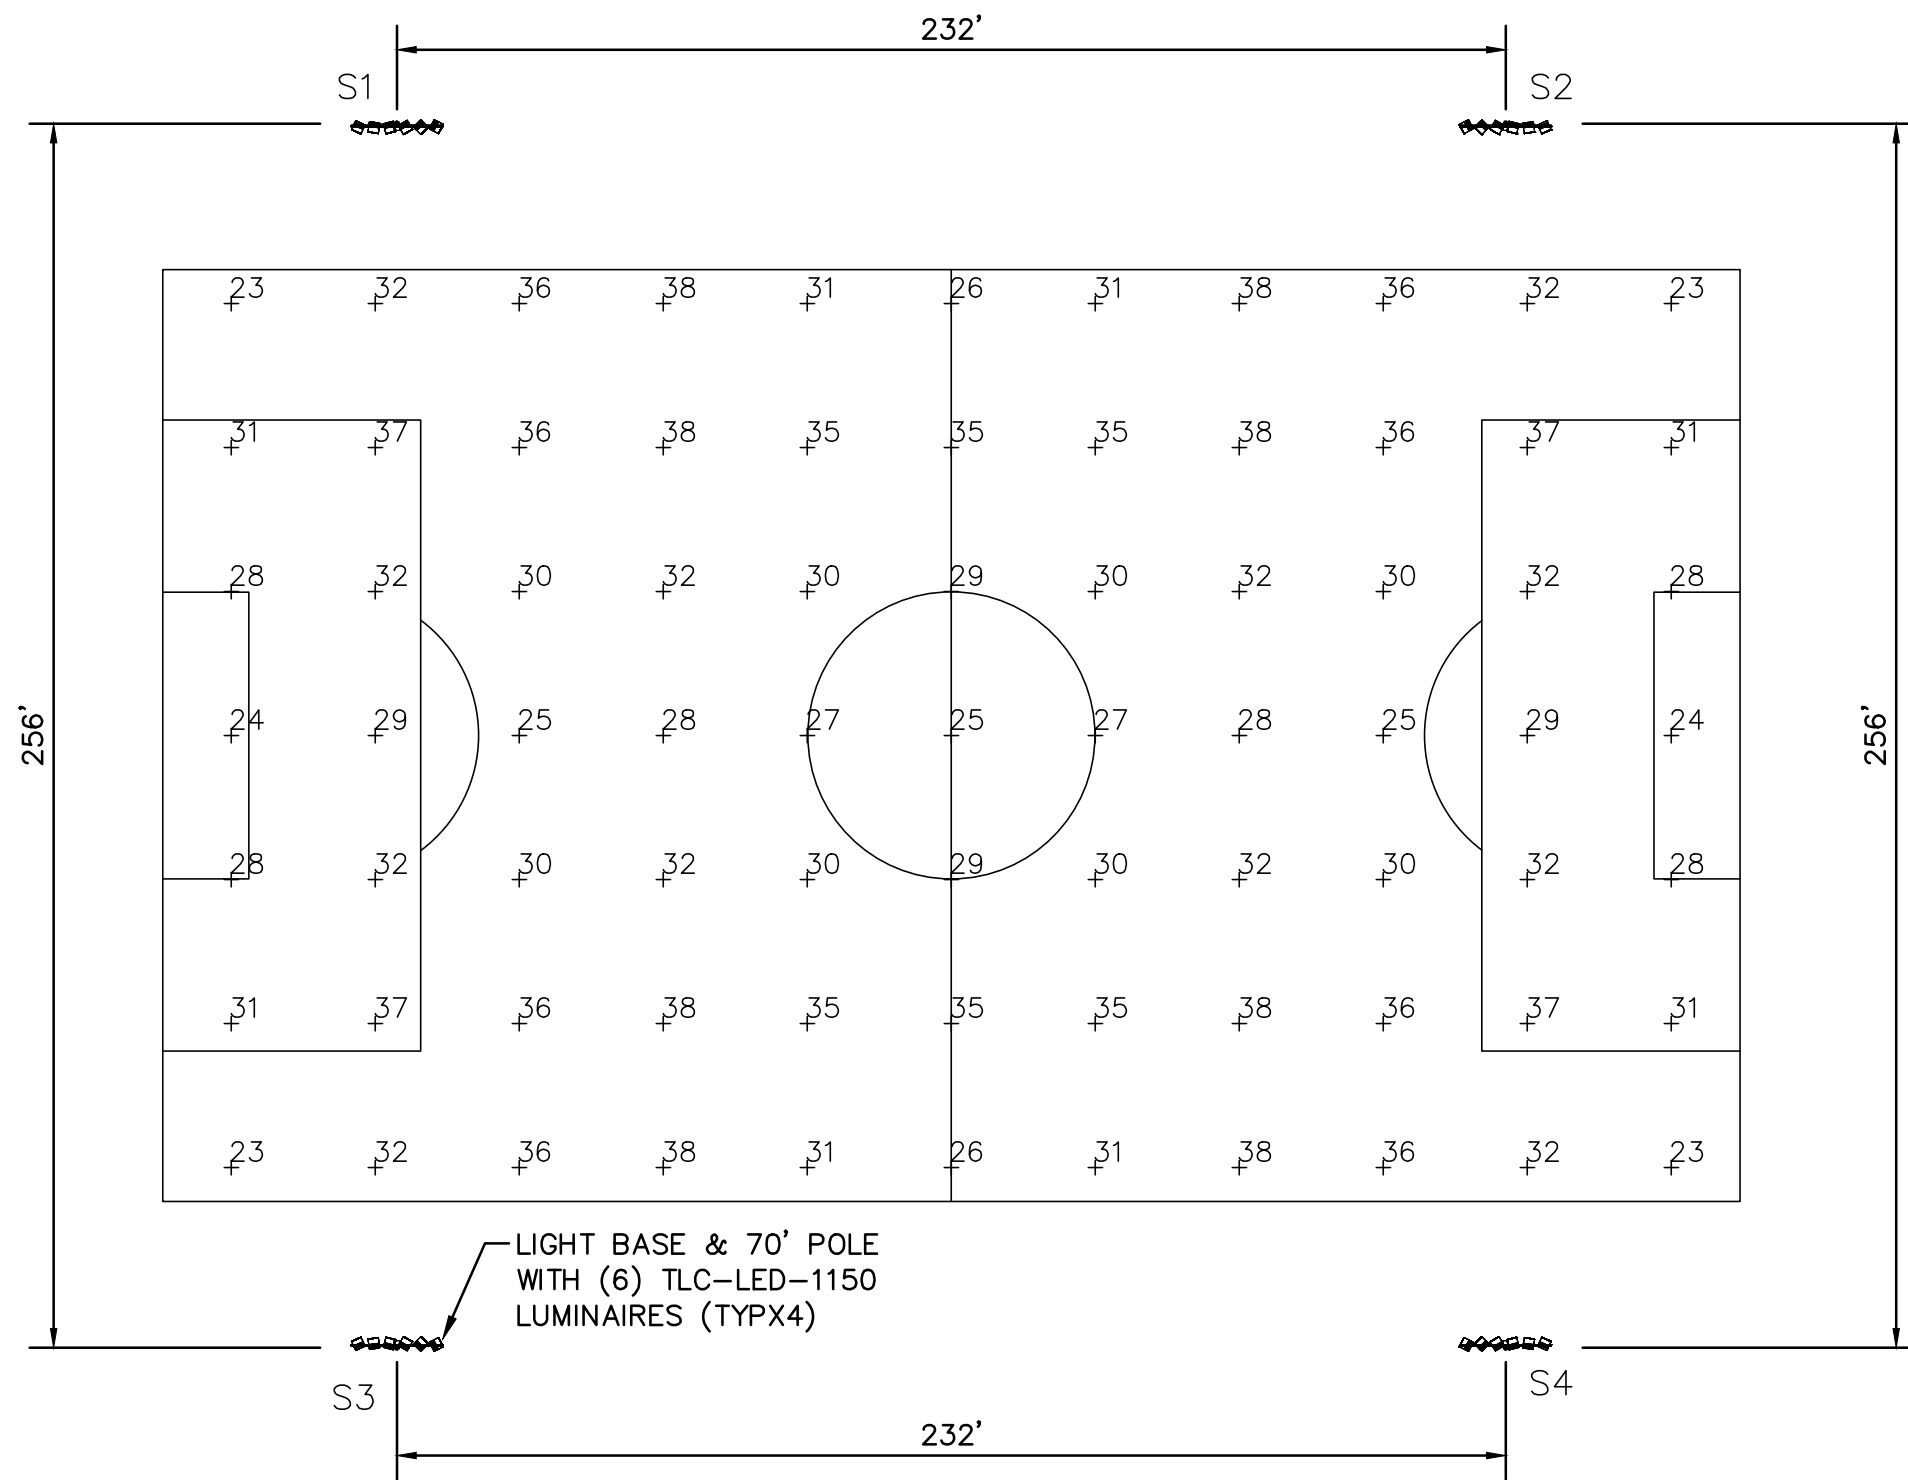 232'
S1 S2
23 32 36 38 31 26 31 38 36 32 23
31 37 36 38 35 35 35 38 36 37 31
28 32 30 32 30 29 30 32 30 32 28
256'
24 29 25 28 27 25 27 28 25 29 24
256'
28 32 30 32 30 29 30 32 30 32 28
31 37 36 38 35 35 35 38 36 37 31
23 32 36 38 31 26 31 38 36 32 23
LIGHT BASE & 70' POLE
WITH (6) TLC-LED-1150
LUMINAIRES (TYPX4)
S3 S4
232'